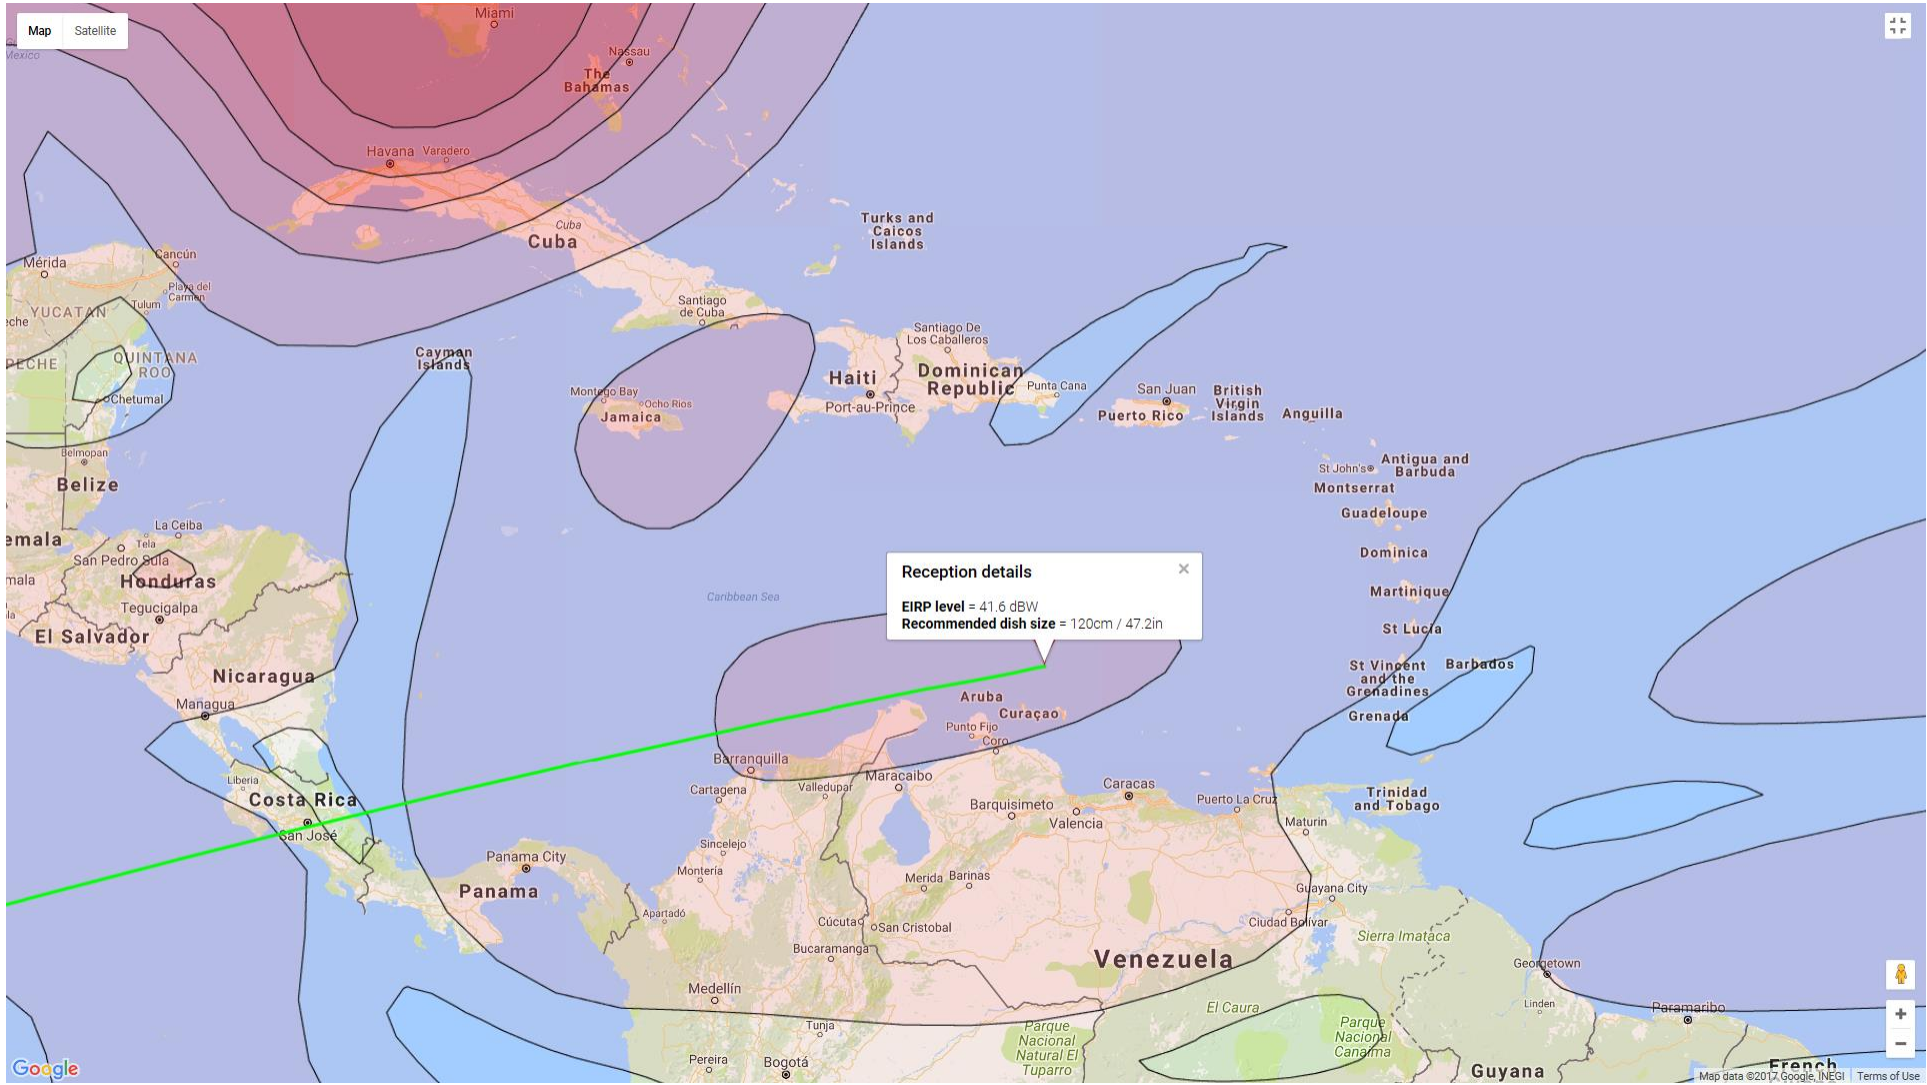 Map
Satellite
Mexico
Miami
Nassau
The
Bahamas
Havana
Varadero
Cuba
Cuba
Turks and
Caicos
Islands
Mérida
Cancún
Playa del
Carmen
Tulum
YUCATAN
QUINTANA
ROO
Chetumal
Cayman
Islands
Santiago
de Cuba
Santiago De
Los Caballeros
Haiti
Port-au-Prince
Dominican
Republic
Punta Cana
San Juan
Puerto Rico
British
Virgin
Islands
Anguilla
Montego Bay
Ocho Rios
Jamaica
Belmopan
Belize
St John's
Antigua and
Barbuda
Montserrat
Guadeloupe
Dominica
Martinique
St Lucia
St Vincent
and the
Grenadines
Barbados
Grenada
La Ceiba
Tela
San Pedro Sula
Honduras
Tegucigalpa
El Salvador
Nicaragua
Managua
Caribbean Sea
Reception details
EIRP level = 41.6 dBW
Recommended dish size = 120cm / 47.2in
Aruba
Curaçao
Punto Fijo
Coro
Barranquilla
Maracaibo
Valledupar
Cartagena
Barquisimeto
Valencia
Caracas
Puerto La Cruz
Maturin
Trinidad
and Tobago
Liberia
Costa Rica
San José
Panama City
Panama
Sincelejo
Montería
Merida
Barinas
Apartadó
Cúcuta
San Cristobal
Bucaramanga
Guayana City
Ciudad Bolívar
Sierra Imataca
Venezuela
Georgetown
Linden
Paramaribo
Medellín
El Caura
Tunja
Parque
Nacional
Natural El
Tuparro
Parque
Nacional
Canaima
Pereira
Bogotá
Guyana
French
Google
Map data ©2017 Google, INEGI
Terms of Use